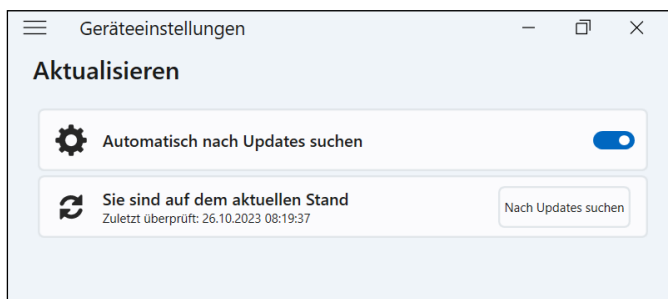 Geräteeinstellungen
Aktualisieren
Automatisch nach Updates suchen
Sie sind auf dem aktuellen Stand
Zuletzt überprüft: 26.10.2023 08:19:37
Nach Updates suchen